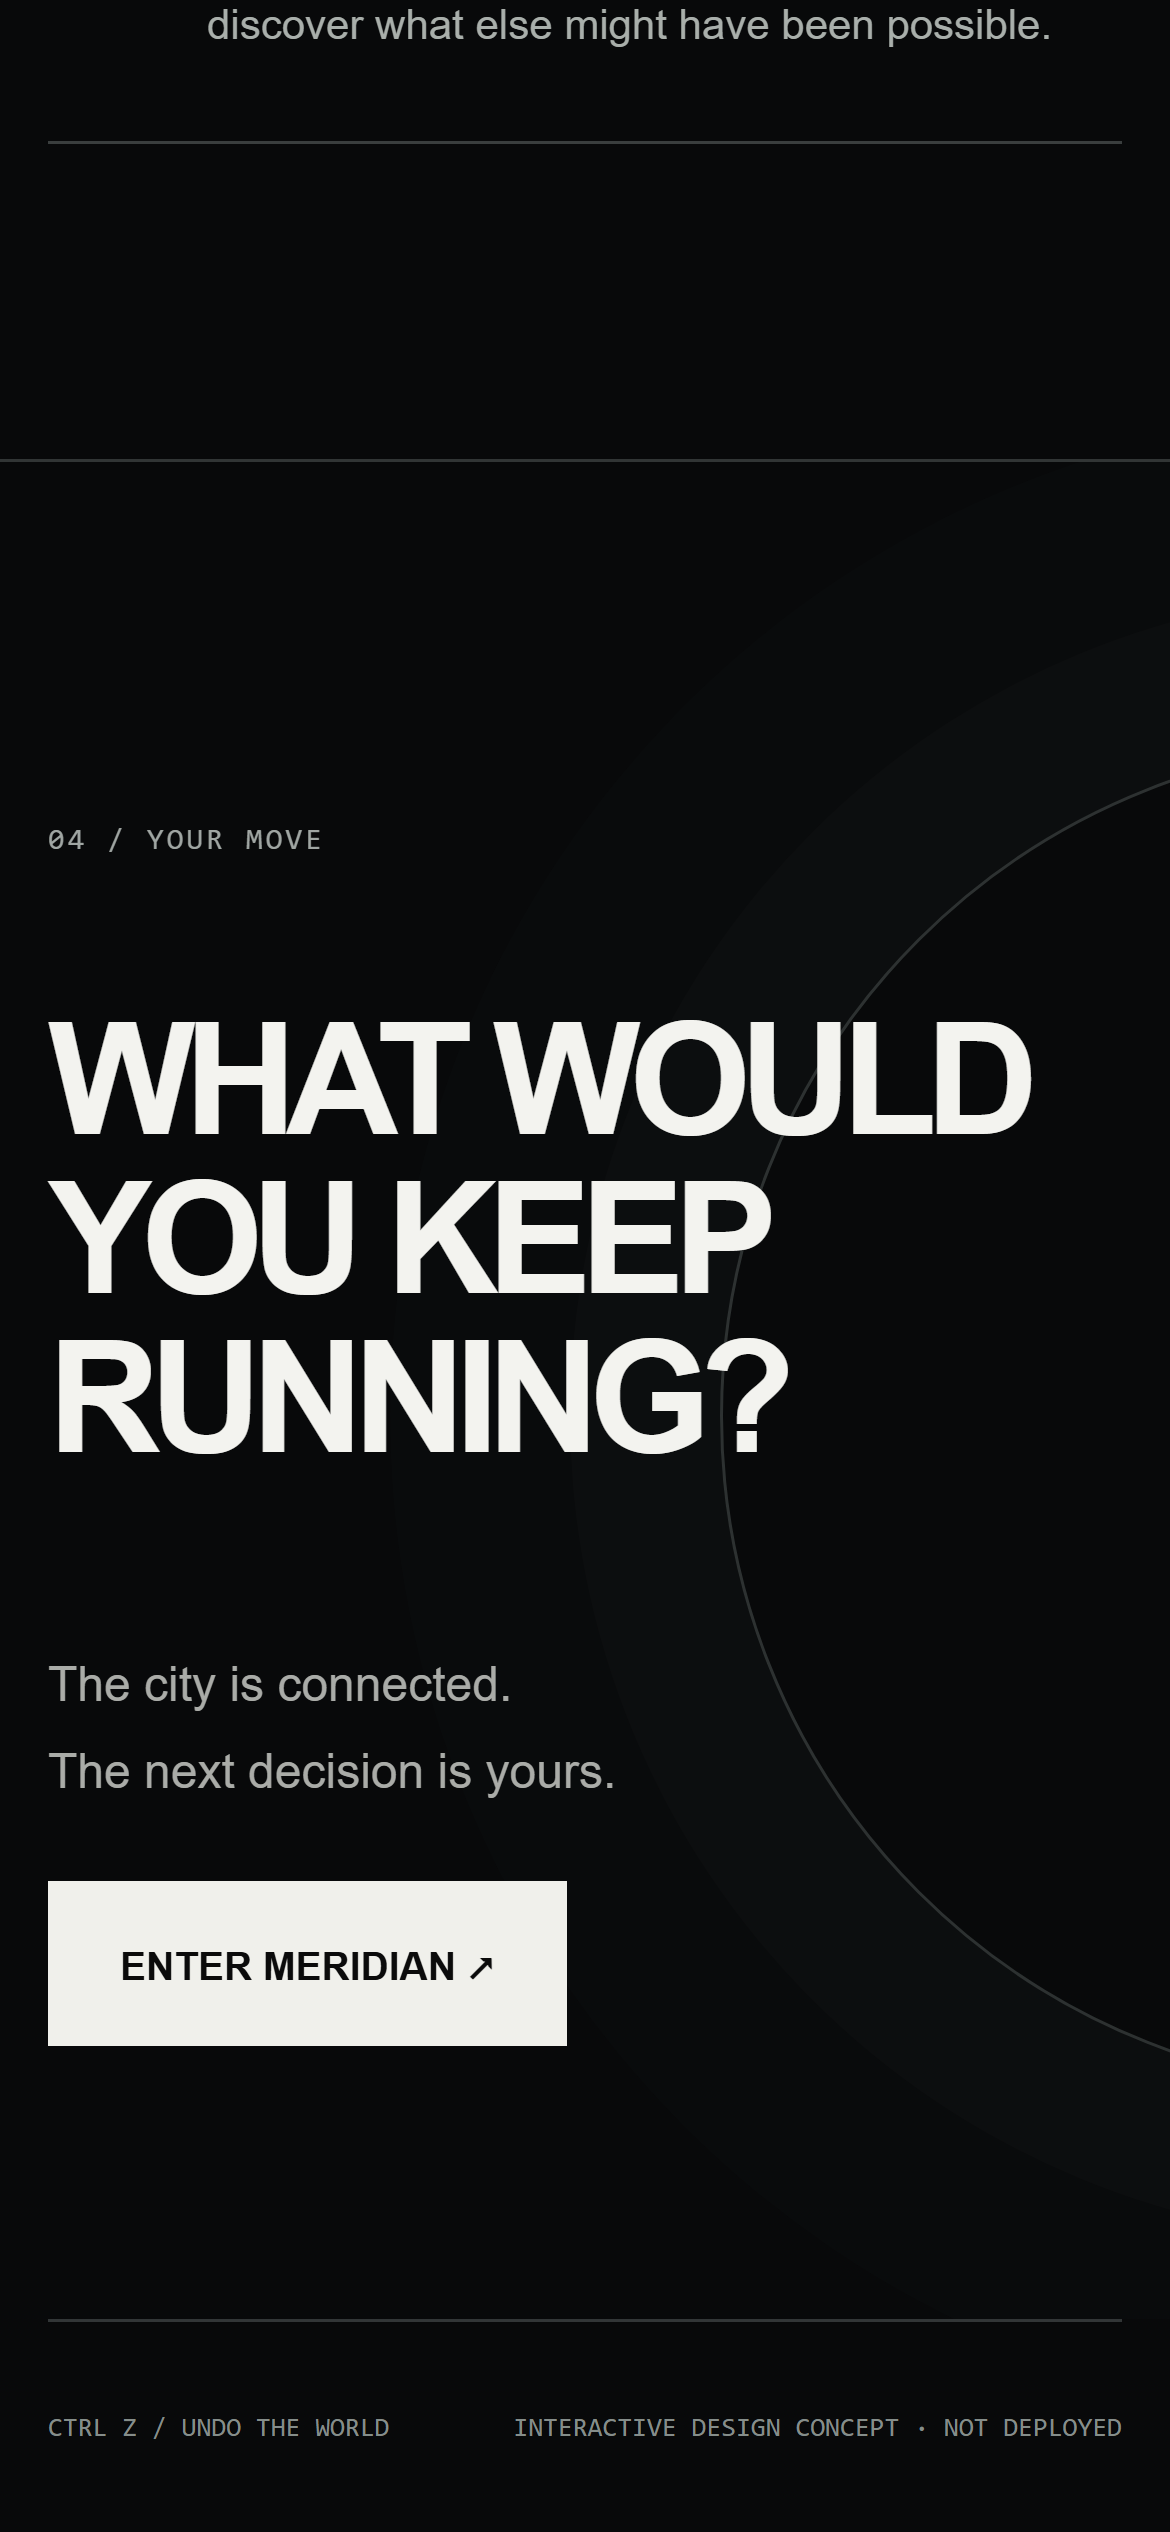 discover what else might have been possible.
04 / YOUR MOVE
WHAT WOULD
YOU KEEP
RUNNING?
The city is connected.
The next decision is yours.
ENTER MERIDIAN ↗
CTRL Z / UNDO THE WORLD
INTERACTIVE DESIGN CONCEPT · NOT DEPLOYED